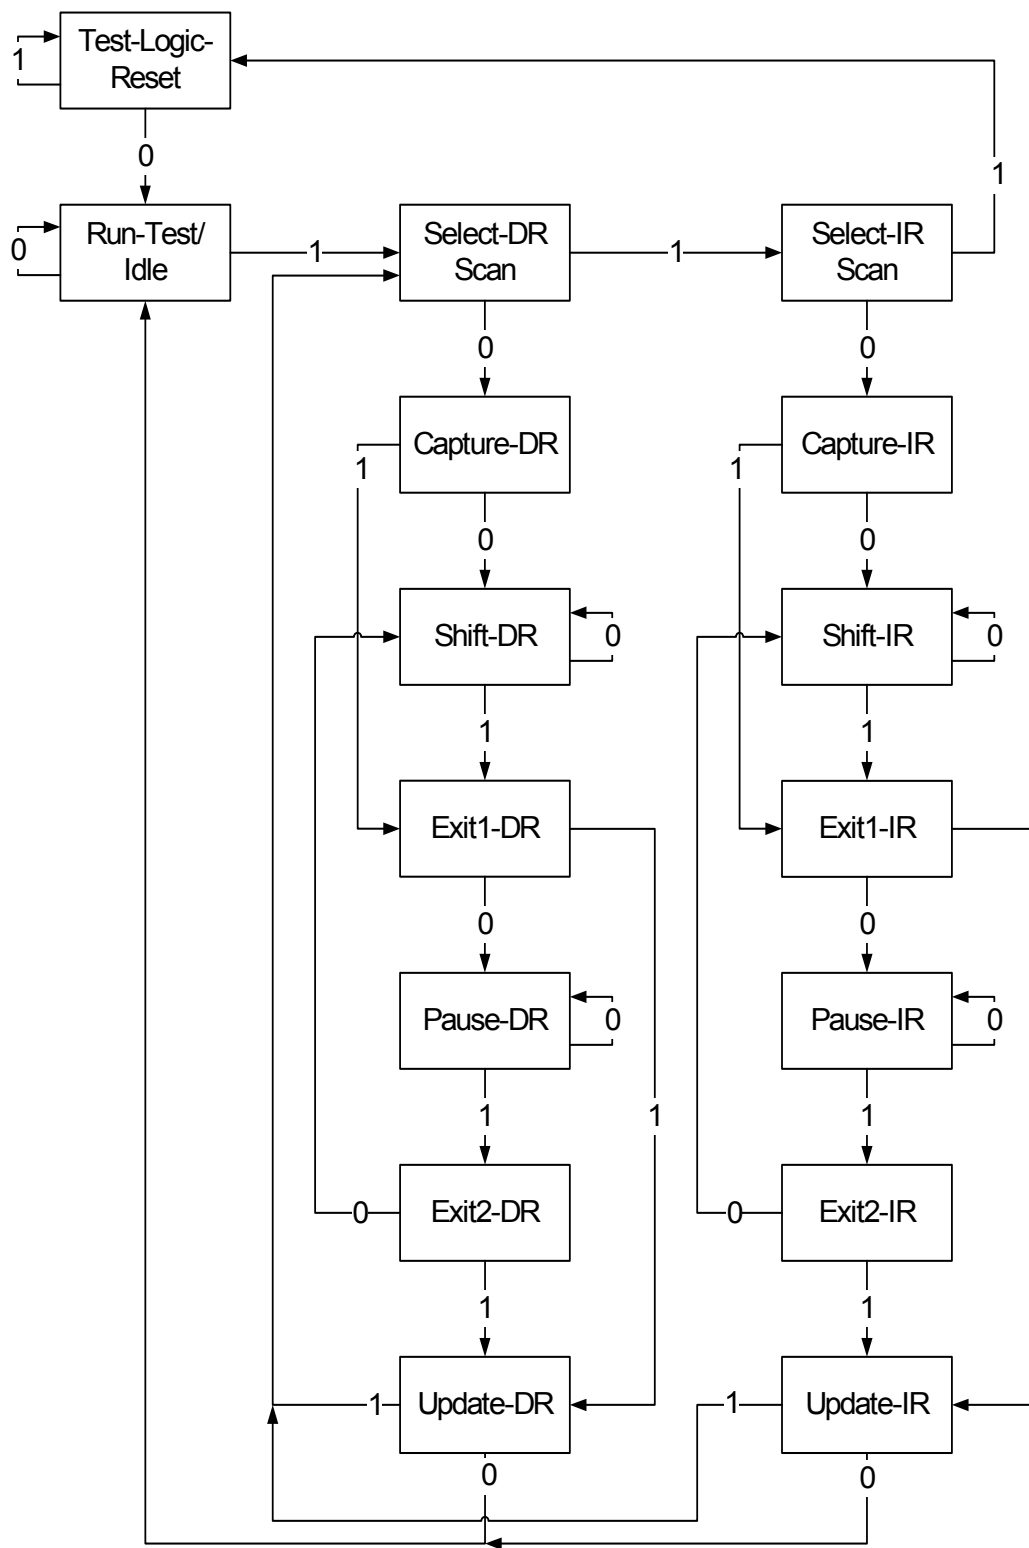 Test-Logic-
Reset
1
0
1
Run-Test/
Idle
0
1
Select-DR
Scan
1
Select-IR
Scan
0
0
Capture-DR
Capture-IR
1
1
0
0
Shift-DR
0
Shift-IR
0
1
1
Exit1-DR
Exit1-IR
0
0
Pause-DR
0
Pause-IR
0
1
1
1
0
Exit2-DR
0
Exit2-IR
1
1
1
Update-DR
1
Update-IR
0
0